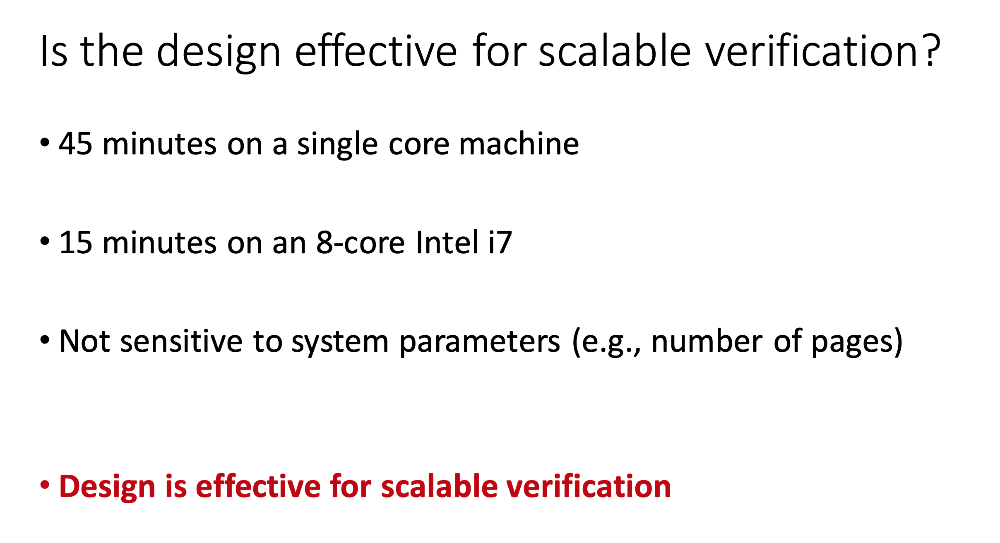 Is the design effective for scalable verification?
• 45 minutes on a single core machine
• 15 minutes on an 8-core Intel i7
• Not sensitive to system parameters (e.g., number of pages)
• Design is effective for scalable verification